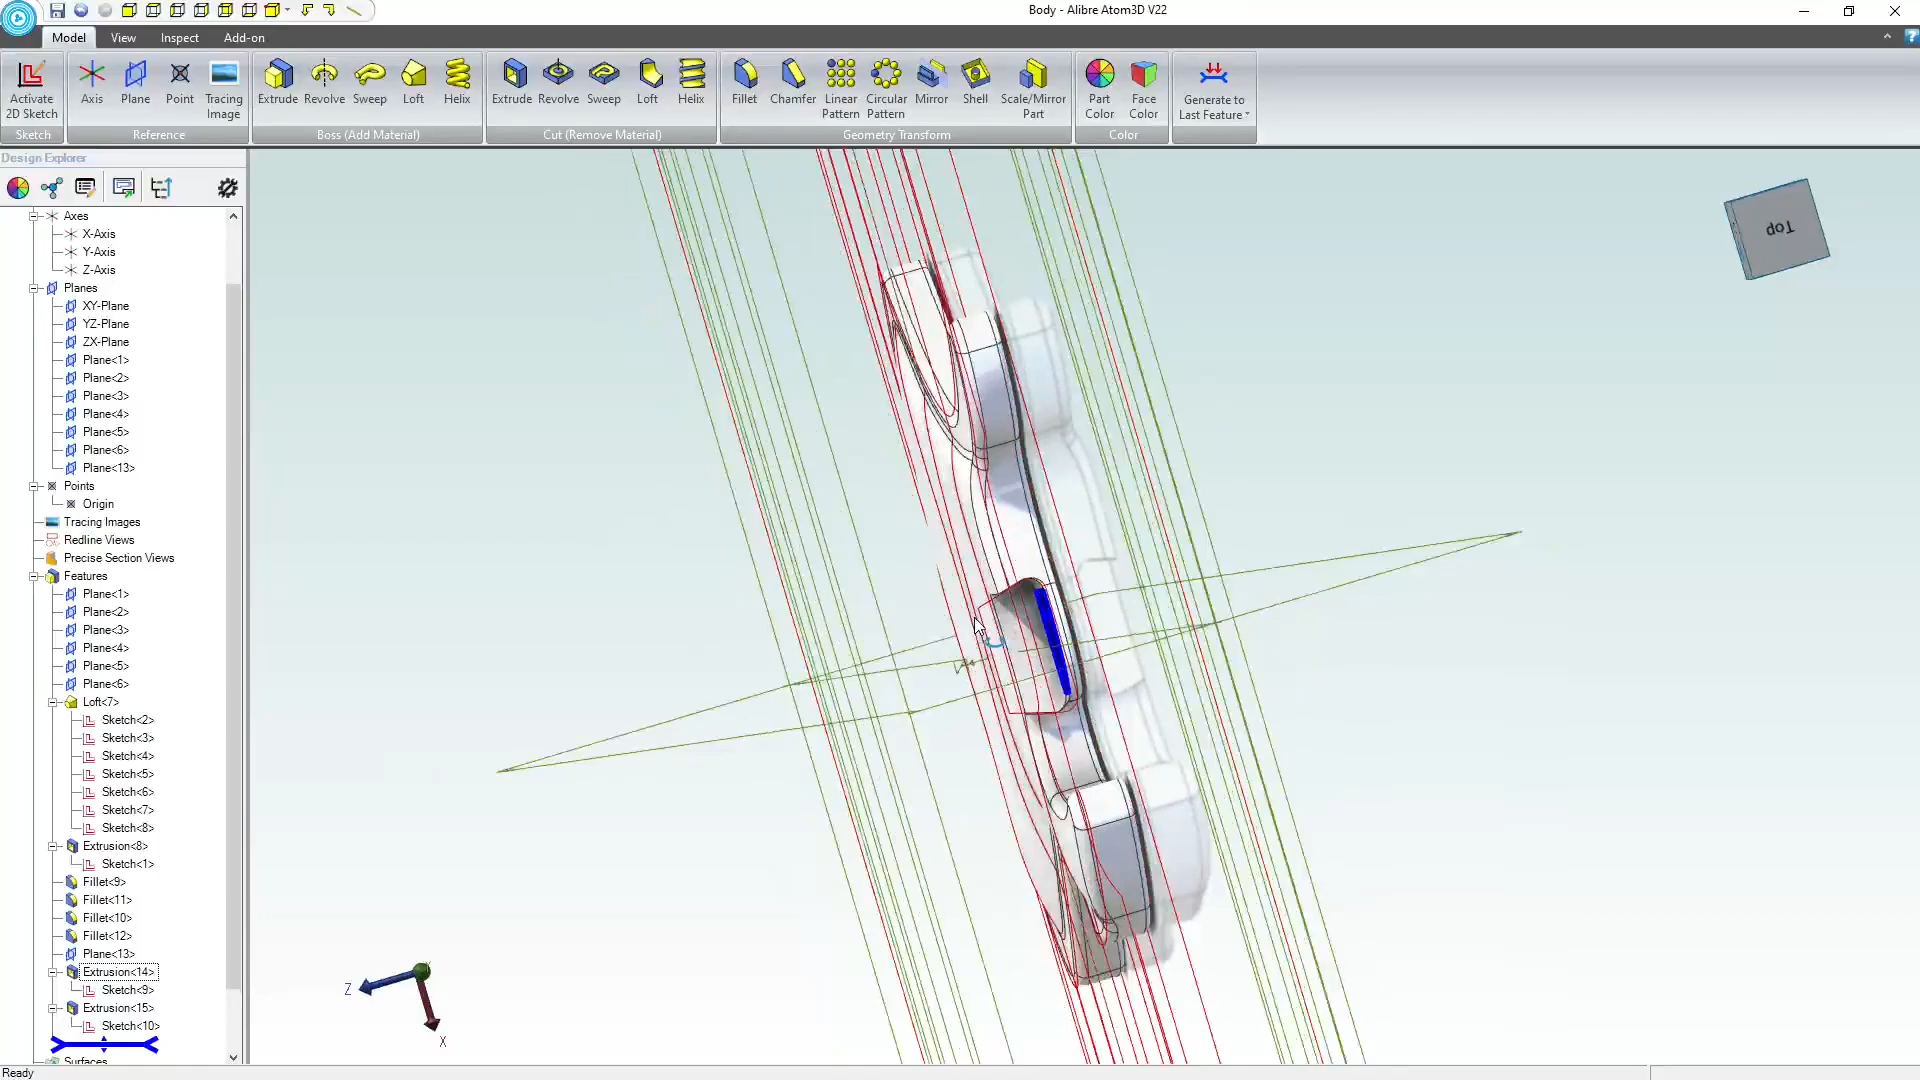 Body - Alibre Atom3D V22
Model View Inspect Add-on
Activate
2D Sketch
Axis
Plane
Point
Tracing
Image
Extrude
Revolve
Sweep
Loft
Helix
Extrude
Revolve
Sweep
Loft
Helix
Fillet
Chamfer
Linear
Pattern
Circular
Pattern
Mirror
Shell
Scale/Mirror
Part
Part
Color
Face
Color
Generate to
Last Feature
Sketch
Reference
Boss (Add Material)
Cut (Remove Material)
Geometry Transform
Color
Design Explorer
Axes
X-Axis
Y-Axis
Z-Axis
Planes
XY-Plane
YZ-Plane
ZX-Plane
Plane<1>
Plane<2>
Plane<3>
Plane<4>
Plane<5>
Plane<6>
Plane<13>
Points
Origin
Tracing Images
Redline Views
Precise Section Views
Features
Plane<1>
Plane<2>
Plane<3>
Plane<4>
Plane<5>
Plane<6>
Loft<7>
Sketch<2>
Sketch<3>
Sketch<4>
Sketch<5>
Sketch<6>
Sketch<7>
Sketch<8>
Extrusion<8>
Sketch<1>
Fillet<9>
Fillet<11>
Fillet<10>
Fillet<12>
Plane<13>
Extrusion<14>
Sketch<9>
Extrusion<15>
Sketch<10>
Surfaces
Top
Z
X
Ready